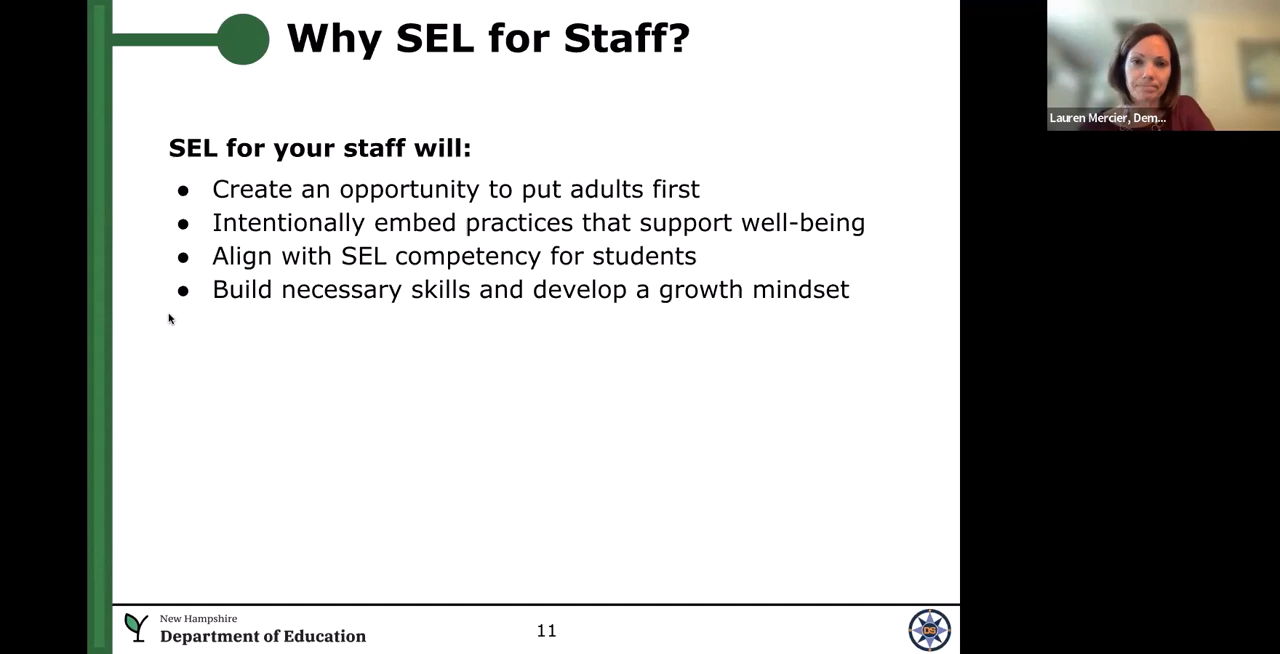 Why SEL for Staff?
Lauren Mercier, Dem...
SEL for your staff will:
● Create an opportunity to put adults first
● Intentionally embed practices that support well-being
● Align with SEL competency for students
● Build necessary skills and develop a growth mindset
New Hampshire
Department of Education
11
DS